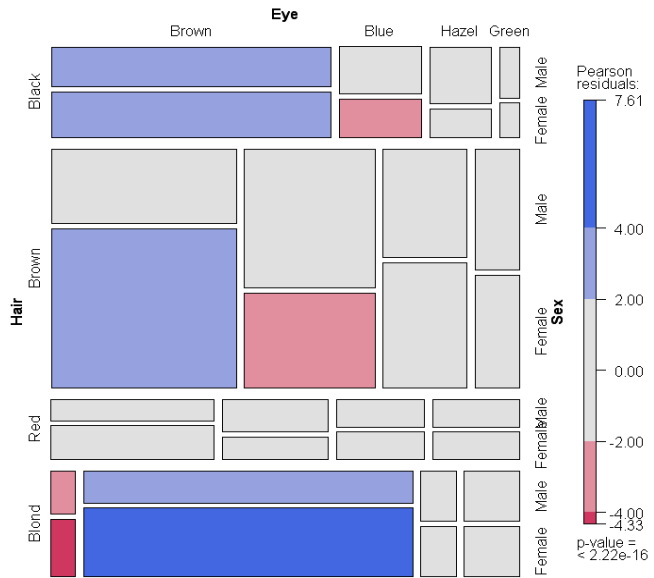 Eye
Brown Blue Hazel Green
Hair
Black
Brown
Red
Blond
Male
Female
Male
Female
Male
Female
Male
Female
Sex
Pearson
residuals:
7.61
4.00
2.00
0.00
-2.00
-4.00
-4.33
p-value =
< 2.22e-16